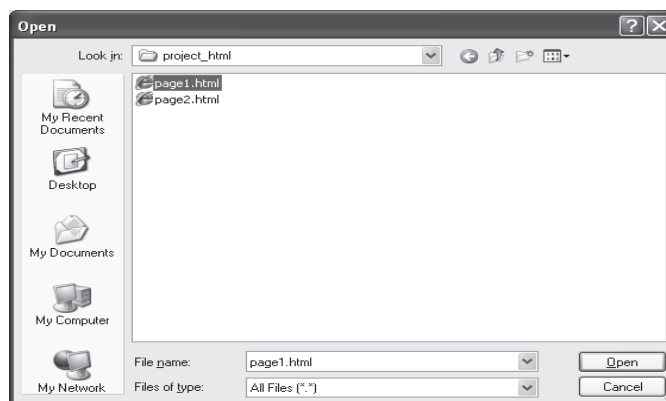 Open
Look in: project_html
page1.html
page2.html
My Recent
Documents
Desktop
My Documents
My Computer
My Network
File name: page1.html Open
Files of type: All Files (*.*) Cancel